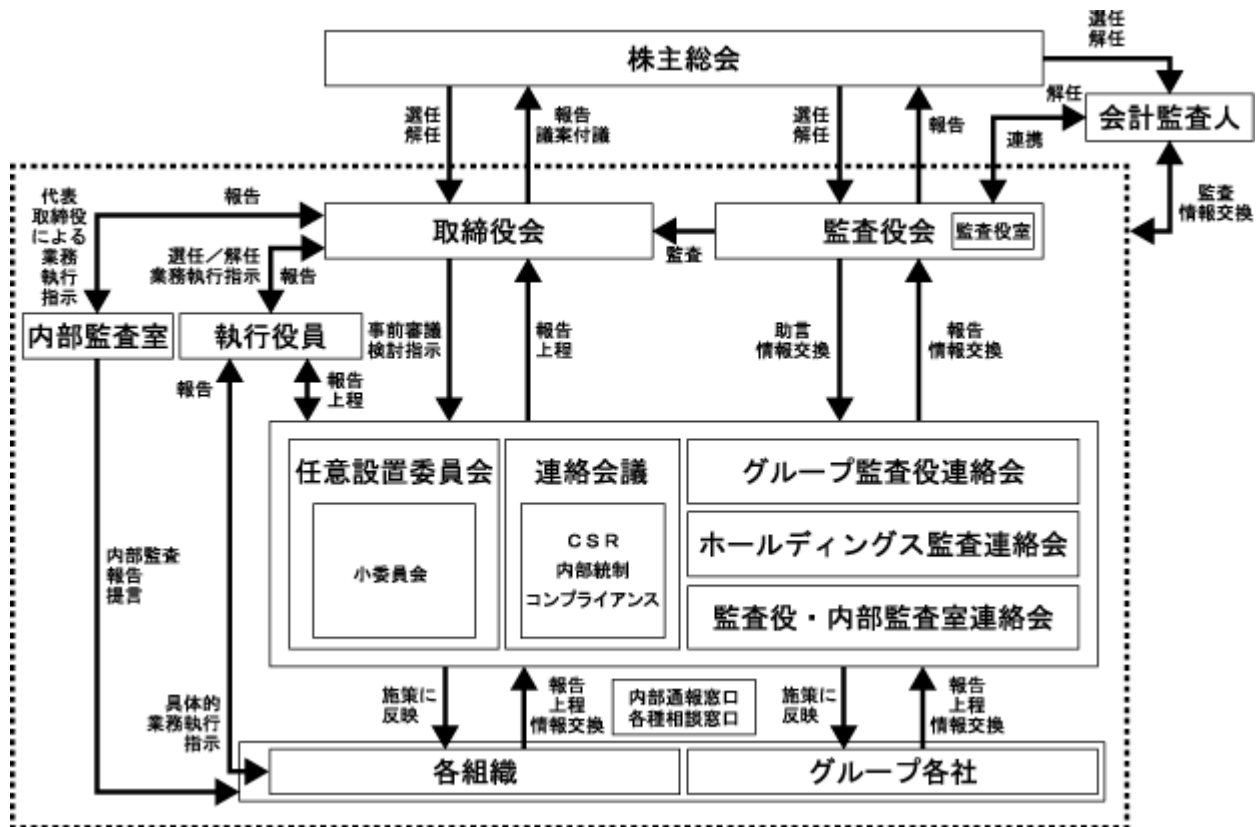 選任
解任
株主総会
解任
会計監査人
選任
解任
報告
議案付議
選任
解任
報告
連携
監査
情報交換
代表
取締役
による
業務
執行
指示
報告
取締役会
監査
監査役会
監査役室
選任／解任
業務執行指示
報告
内部監査室
執行役員
事前審議
検討指示
報告
上程
助言
情報交換
報告
情報交換
報告
報告
上程
任意設置委員会
小委員会
連絡会議
ＣＳＲ
内部統制
コンプライアンス
グループ監査役連絡会
ホールディングス監査連絡会
監査役・内部監査室連絡会
内部監査
報告
提言
具体的
業務執行
指示
施策に
反映
報告
上程
情報交換
内部通報窓口
各種相談窓口
施策に
反映
報告
上程
情報交換
各組織
グループ各社